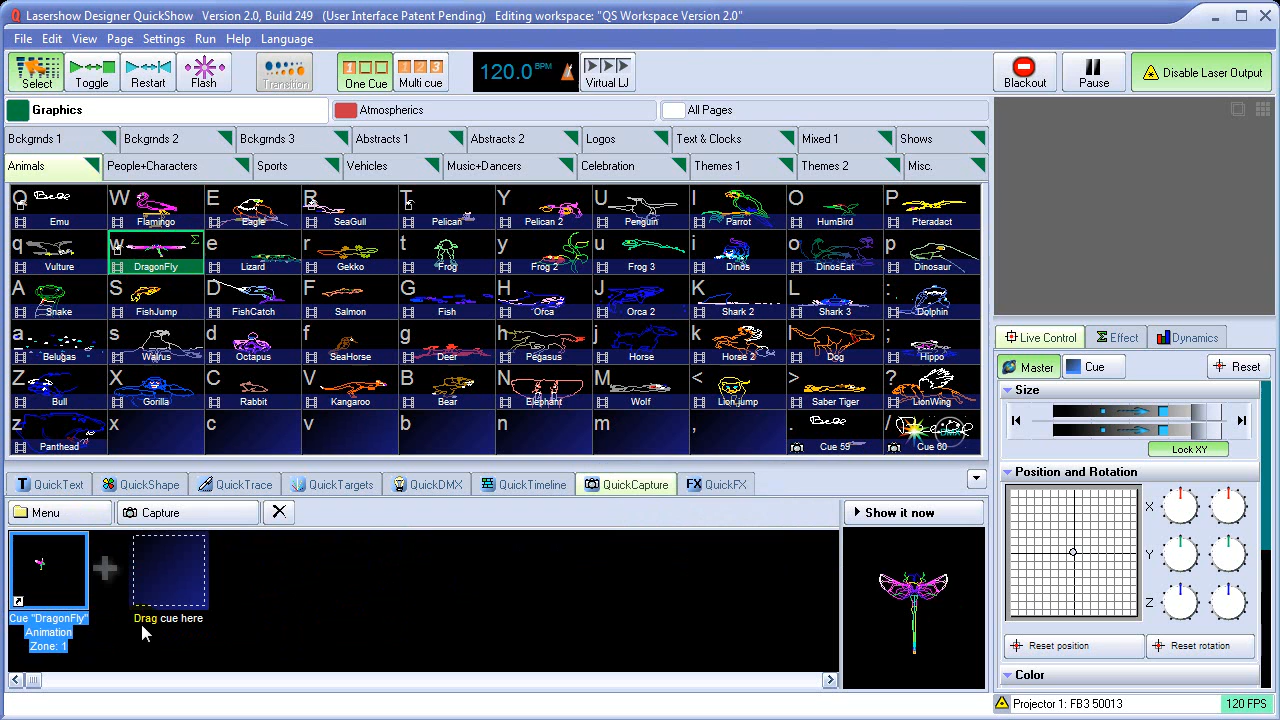 Lasershow Designer QuickShow Version 2.0, Build 249 (User Interface Patent Pending) Editing workspace: "QS Workspace Version 2.0"
File Edit View Page Settings Run Help Language
Select Toggle Restart Flash Transition One Cue Multi cue 120.0 BPM Virtual LJ Blackout Pause Disable Laser Output
Graphics Atmospherics All Pages
Bckgrnds 1 Bckgrnds 2 Bckgrnds 3 Abstracts 1 Abstracts 2 Logos Text & Clocks Mixed 1 Shows
Animals People+Characters Sports Vehicles Music+Dancers Celebration Themes 1 Themes 2 Misc.
Q W E R T Y U I O P
Emu Flamingo Eagle SeaGull Pelican Pelican 2 Penguin Parrot HumBird Pteradact
q w e r t y u i o p
Vulture DragonFly Lizard Gekko Frog Frog 2 Frog 3 Dinos DinosEat Dinosaur
A S D F G H J K L :
Snake FishJump FishCatch Salmon Fish Orca Orca 2 Shark 2 Shark 3 Dolphin
a s d f g h j k l ;
Belugas Walrus Octapus SeaHorse Deer Pegasus Horse Horse 2 Dog Hippo
Z X C V B N M < > ?
Bull Gorilla Rabbit Kangaroo Bear Elephant Wolf Lion jump Saber Tiger LionWing
z x c v b n m , . /
Panthead Cue 59 Cue 60
QuickText QuickShape QuickTrace QuickTargets QuickDMX QuickTimeline QuickCapture FX QuickFX
Menu Capture Show it now
Cue "DragonFly"
Animation
Zone: 1
Drag cue here
Live Control Effect Dynamics
Master Cue Reset
Size
Lock XY
Position and Rotation
X
Y
Z
Reset position Reset rotation
Color
Projector 1: FB3 50013 120 FPS